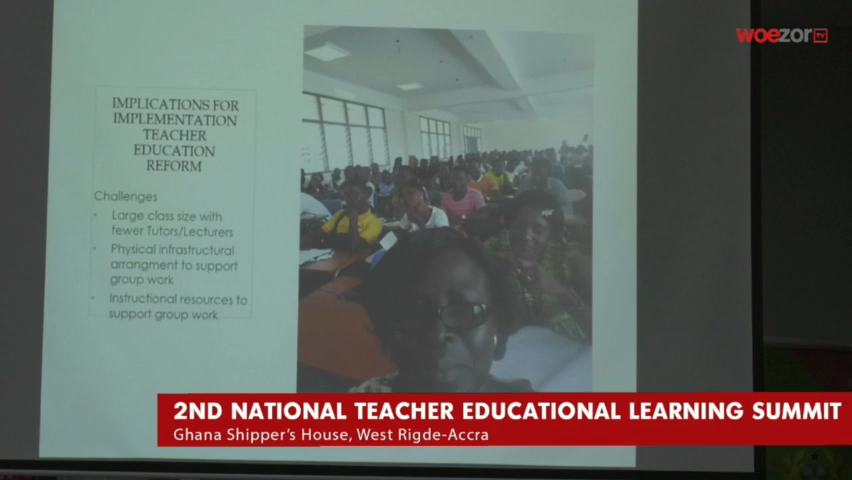 woezor TV
IMPLICATIONS FOR
IMPLEMENTATION
TEACHER
EDUCATION
REFORM
Challenges
• Large class size with
fewer Tutors/Lecturers
• Physical infrastructural
arrangment to support
group work
• Instructional resources to
support group work
2ND NATIONAL TEACHER EDUCATIONAL LEARNING SUMMIT
Ghana Shipper's House, West Rigde-Accra